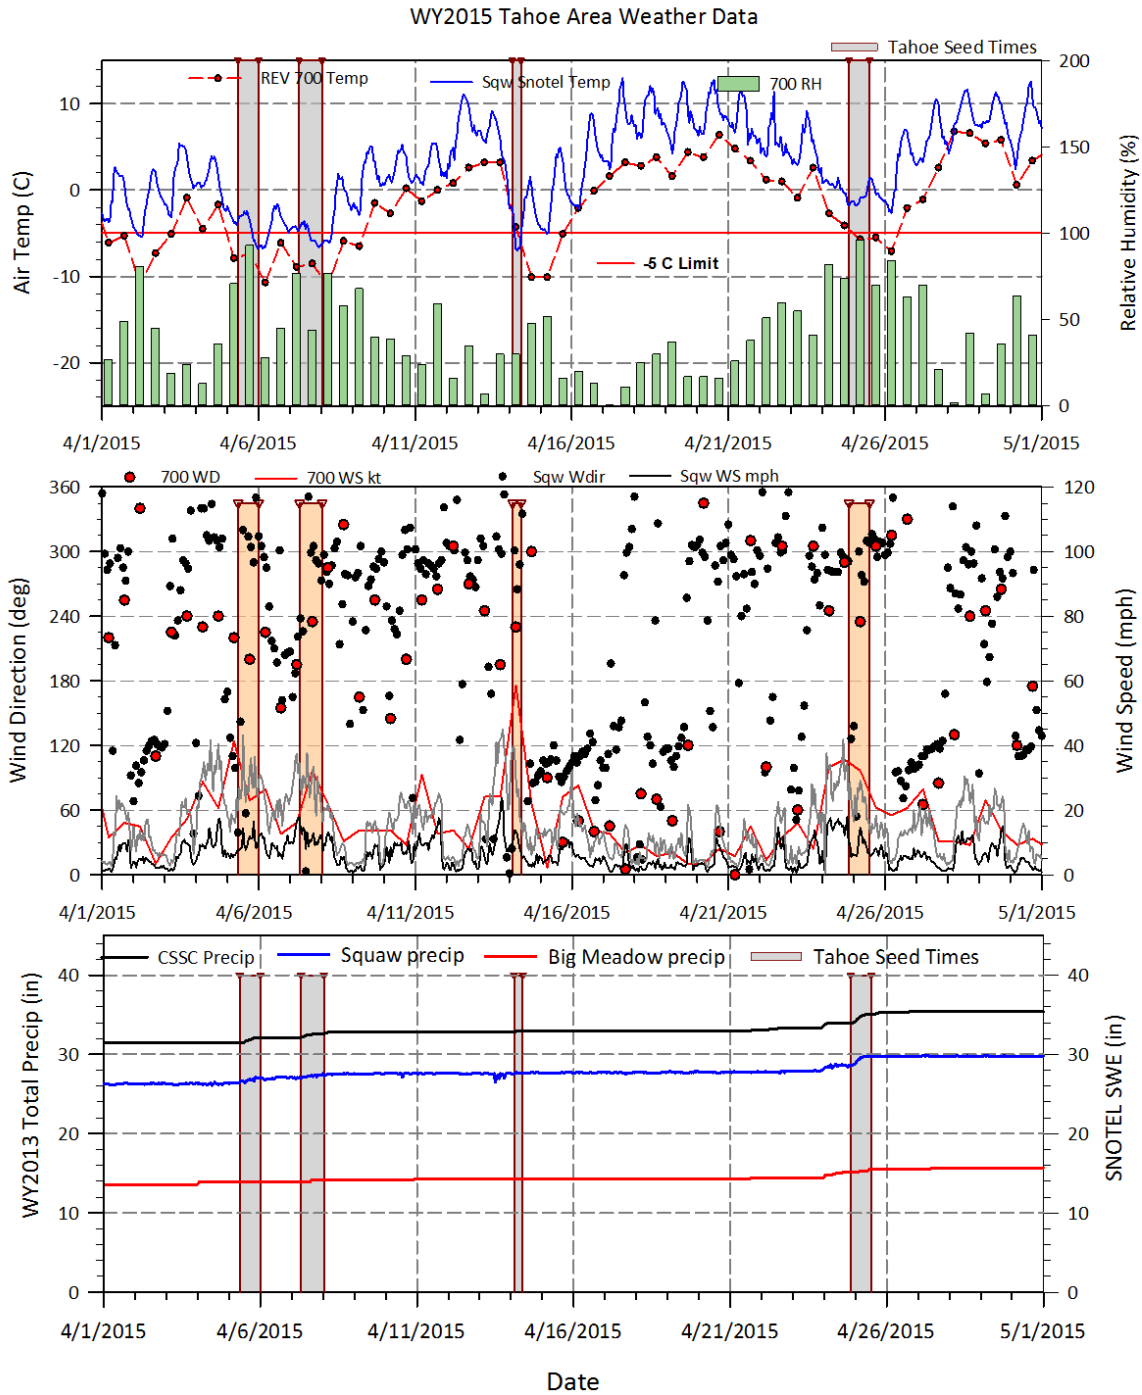 WY2015 Tahoe Area Weather Data
Tahoe Seed Times
REV 700 Temp
Sqw Snotel Temp
700 RH
Air Temp (C)
10
0
-10
-20
-5 C Limit
200
150
100
50
0
Relative Humidity (%)
4/1/2015 4/6/2015 4/11/2015 4/16/2015 4/21/2015 4/26/2015 5/1/2015
700 WD
700 WS kt
Sqw Wdir
Sqw WS mph
Wind Direction (deg)
360
300
240
180
120
60
0
120
100
80
60
40
20
0
Wind Speed (mph)
4/1/2015 4/6/2015 4/11/2015 4/16/2015 4/21/2015 4/26/2015 5/1/2015
CSSC Precip
Squaw precip
Big Meadow precip
Tahoe Seed Times
WY2013 Total Precip (in)
40
30
20
10
0
40
30
20
10
0
SNOTEL SWE (in)
4/1/2015 4/6/2015 4/11/2015 4/16/2015 4/21/2015 4/26/2015 5/1/2015
Date